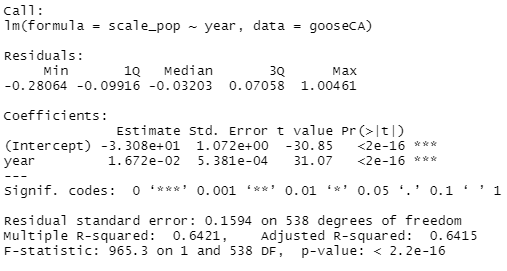 Call:
lm(formula = scale_pop ~ year, data = gooseCA)
Residuals:
Min 1Q Median 3Q Max
-0.28064 -0.09916 -0.03203 0.07058 1.00461
Coefficients:
Estimate Std. Error t value Pr(>|t|)
(Intercept) -3.308e+01 1.072e+00 -30.85 <2e-16 ***
year 1.672e-02 5.381e-04 31.07 <2e-16 ***
---
Signif. codes: 0 ‘***’ 0.001 ‘**’ 0.01 ‘*’ 0.05 ‘.’ 0.1 ‘ ’ 1
Residual standard error: 0.1594 on 538 degrees of freedom
Multiple R-squared: 0.6421, Adjusted R-squared: 0.6415
F-statistic: 965.3 on 1 and 538 DF, p-value: < 2.2e-16